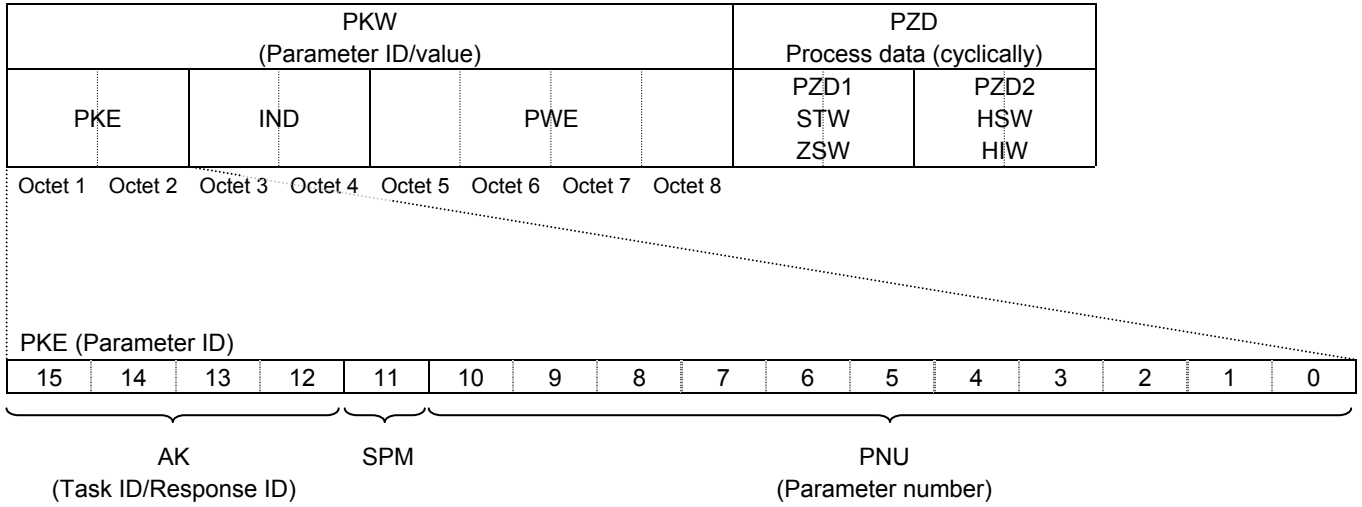 PKW
(Parameter ID/value)
PZD
Process data (cyclically)
PKE
IND
PWE
PZD1
STW
ZSW
PZD2
HSW
HIW
Octet 1 Octet 2 Octet 3 Octet 4 Octet 5 Octet 6 Octet 7 Octet 8
PKE (Parameter ID)
15 14 13 12 11 10 9 8 7 6 5 4 3 2 1 0
AK
(Task ID/Response ID)
SPM
PNU
(Parameter number)